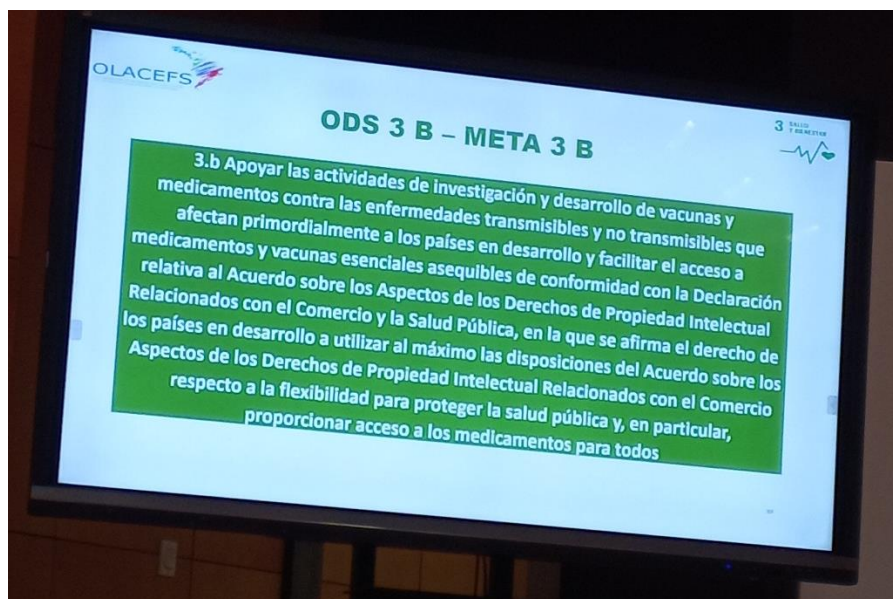 OLACEFS
3 SALUD
Y BIENESTAR
ODS 3 B – META 3 B
3.b Apoyar las actividades de investigación y desarrollo de vacunas y
medicamentos contra las enfermedades transmisibles y no transmisibles que
afectan primordialmente a los países en desarrollo y facilitar el acceso a
medicamentos y vacunas esenciales asequibles de conformidad con la Declaración
relativa al Acuerdo sobre los Aspectos de los Derechos de Propiedad Intelectual
Relacionados con el Comercio y la Salud Pública, en la que se afirma el derecho de
los países en desarrollo a utilizar al máximo las disposiciones del Acuerdo sobre los
Aspectos de los Derechos de Propiedad Intelectual Relacionados con el Comercio
respecto a la flexibilidad para proteger la salud pública y, en particular,
proporcionar acceso a los medicamentos para todos